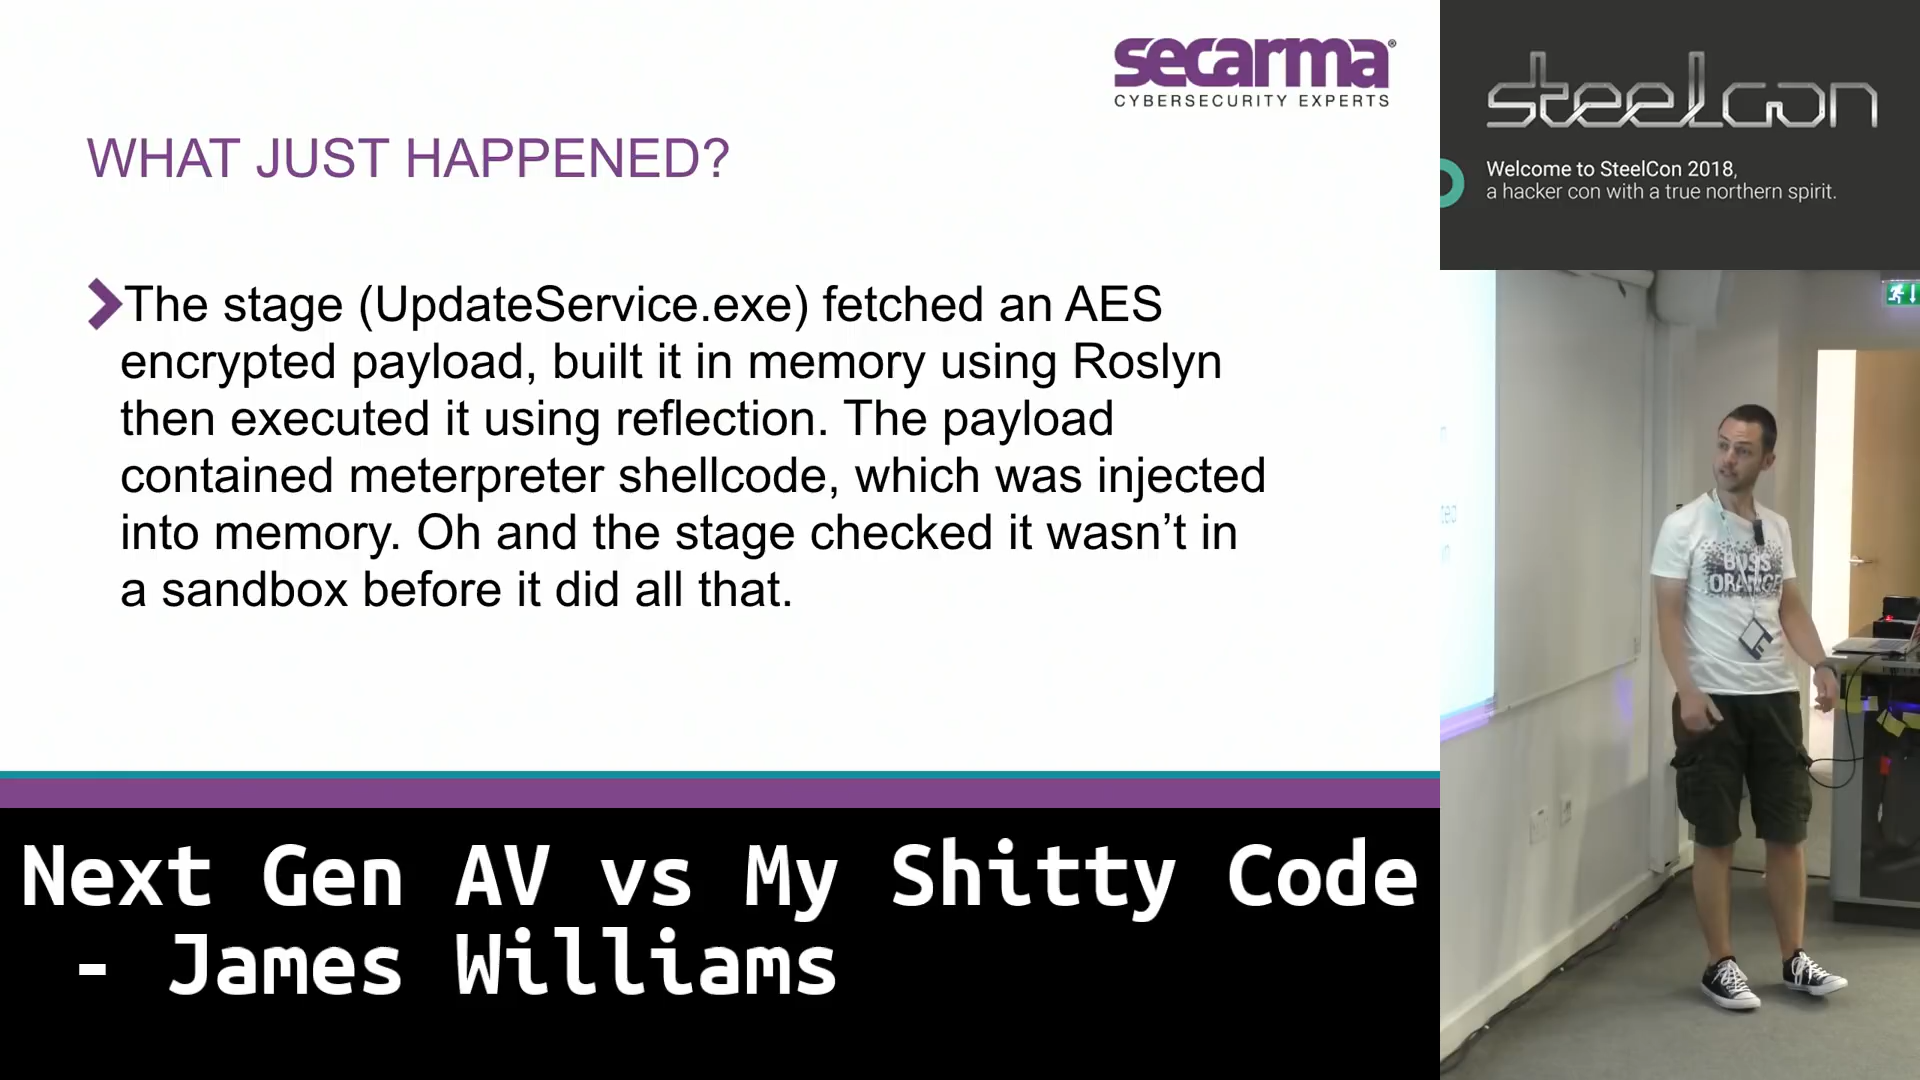 secarma®
CYBERSECURITY EXPERTS
WHAT JUST HAPPENED?
The stage (UpdateService.exe) fetched an AES
encrypted payload, built it in memory using Roslyn
then executed it using reflection. The payload
contained meterpreter shellcode, which was injected
into memory. Oh and the stage checked it wasn’t in
a sandbox before it did all that.
Next Gen AV vs My Shitty Code
- James Williams
steelcon
Welcome to SteelCon 2018,
a hacker con with a true northern spirit.
BOSS
ORANGE